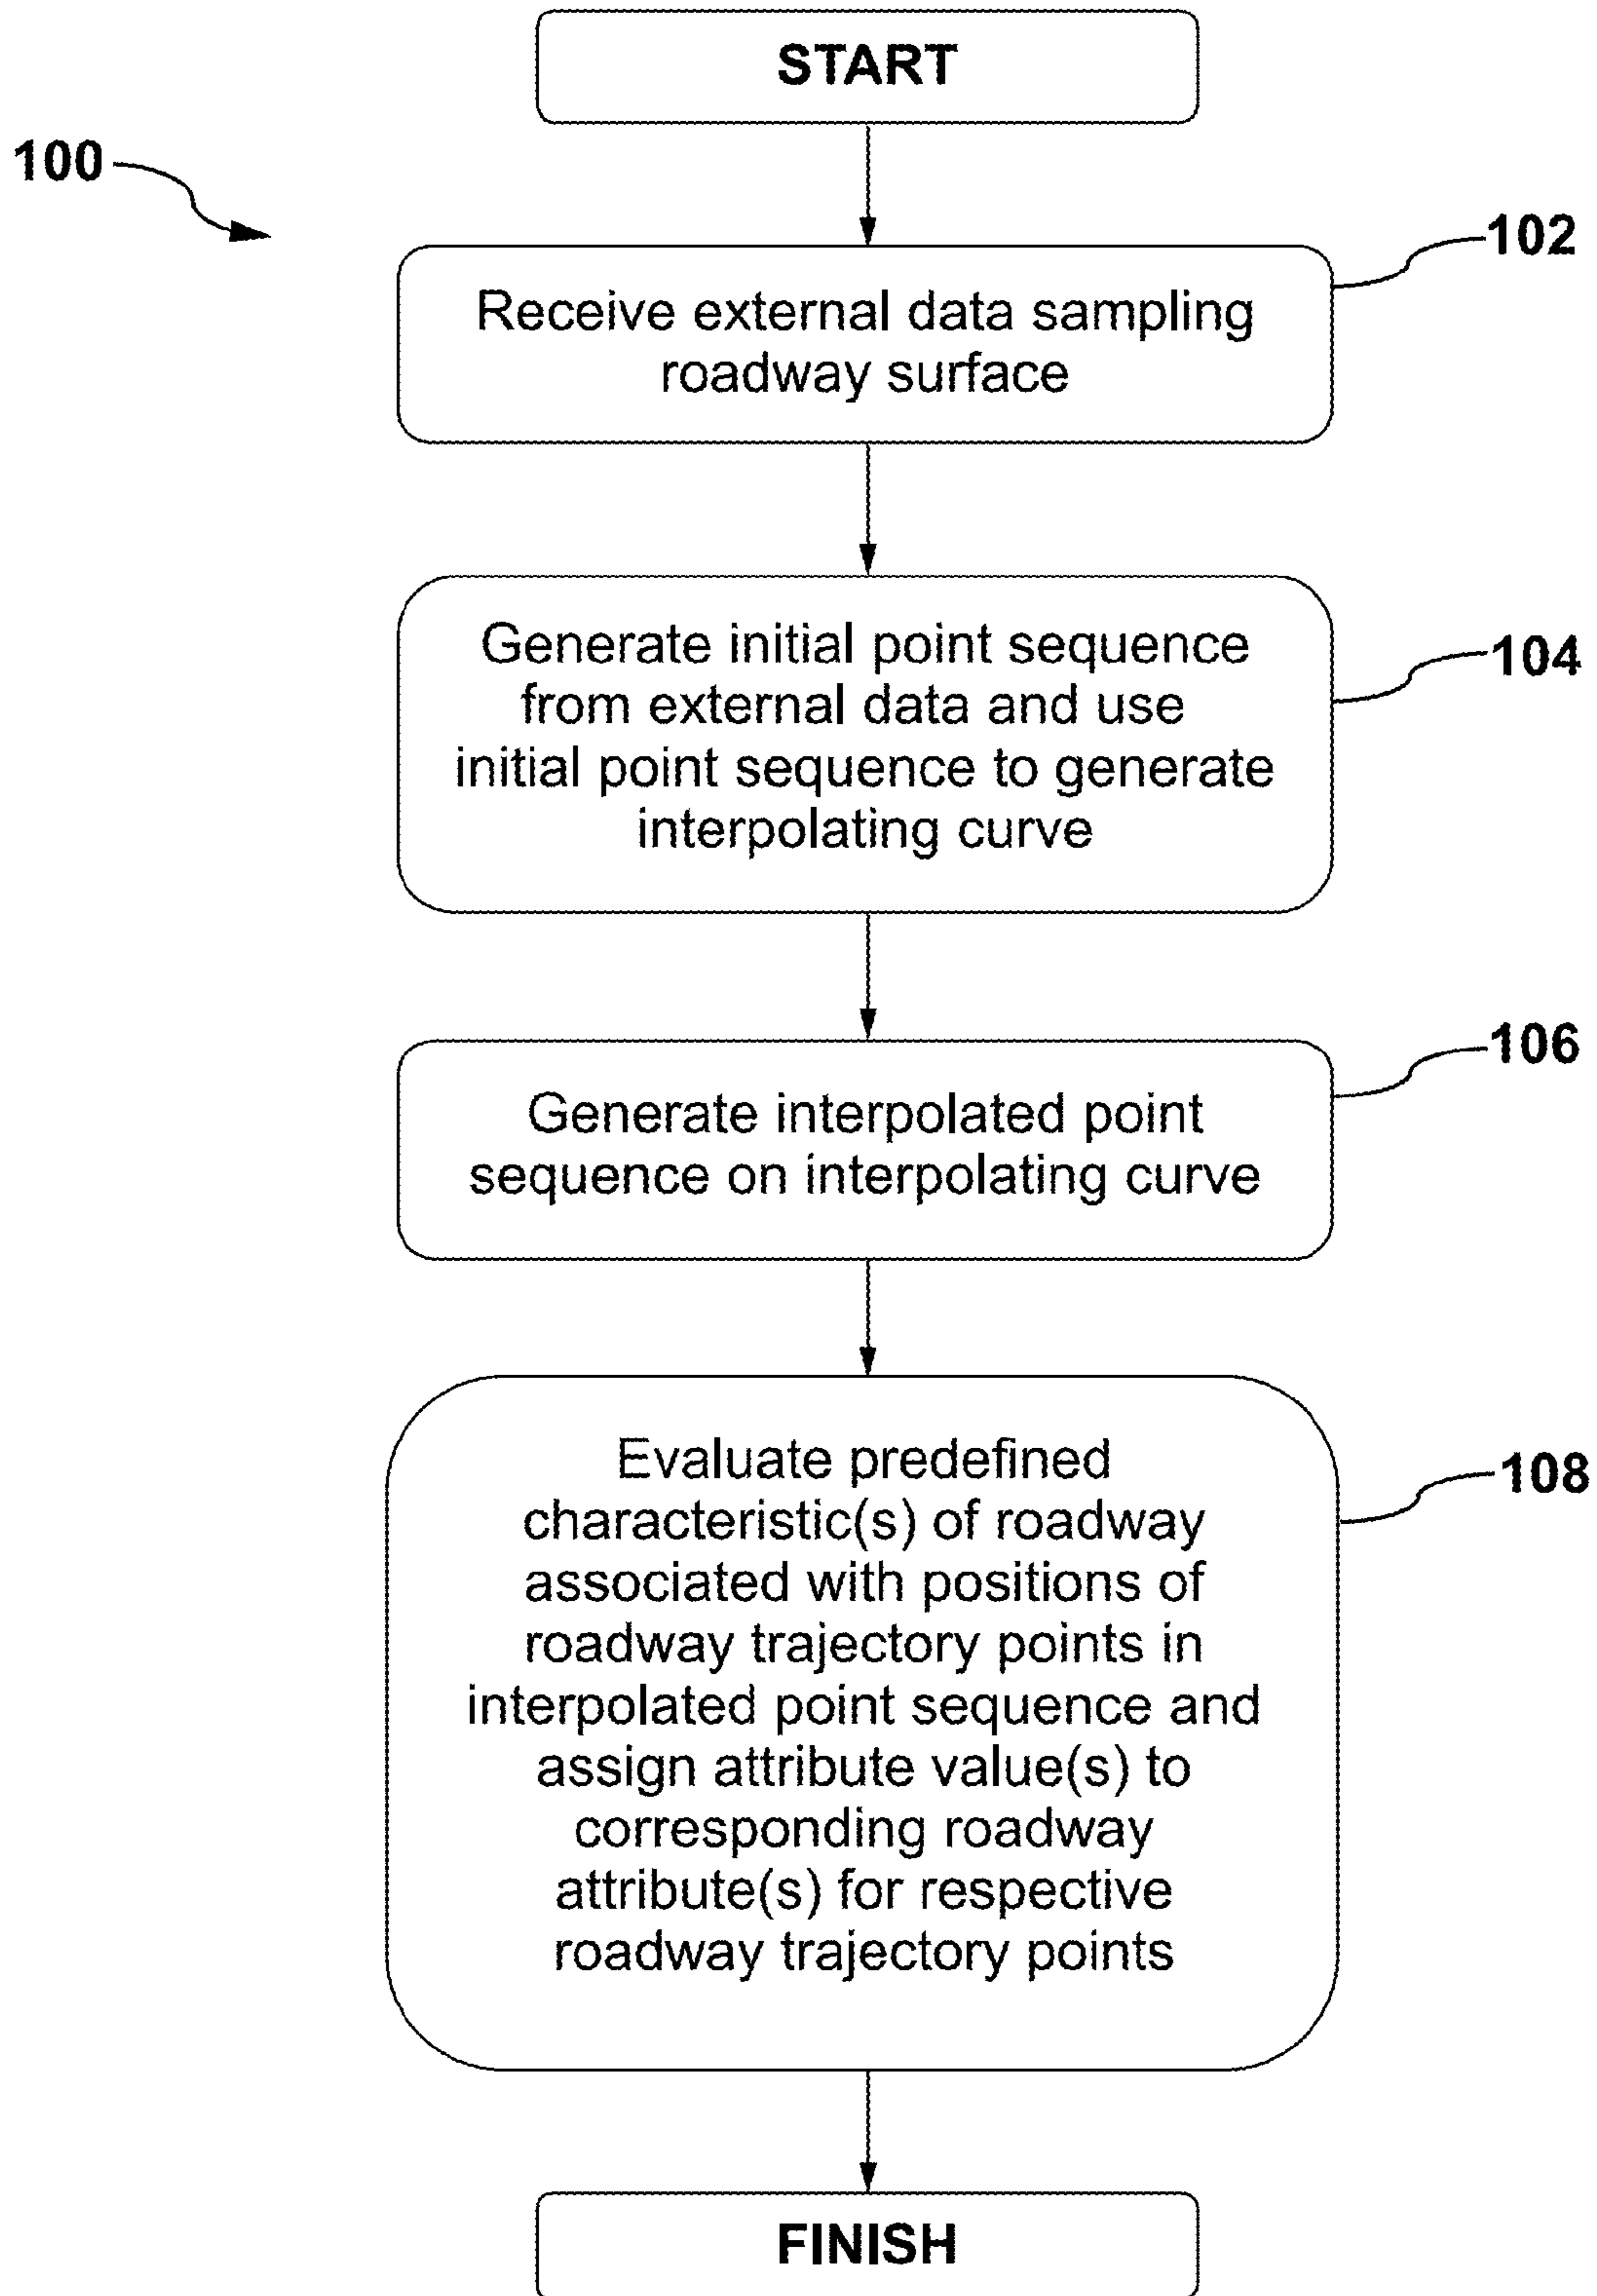 START
100
102
Receive external data sampling
roadway surface
Generate initial point sequence
from external data and use
initial point sequence to generate
interpolating curve
104
106
Generate interpolated point
sequence on interpolating curve
Evaluate predefined
characteristic(s) of roadway
associated with positions of
roadway trajectory points in
interpolated point sequence and
assign attribute value(s) to
corresponding roadway
attribute(s) for respective
roadway trajectory points
108
FINISH